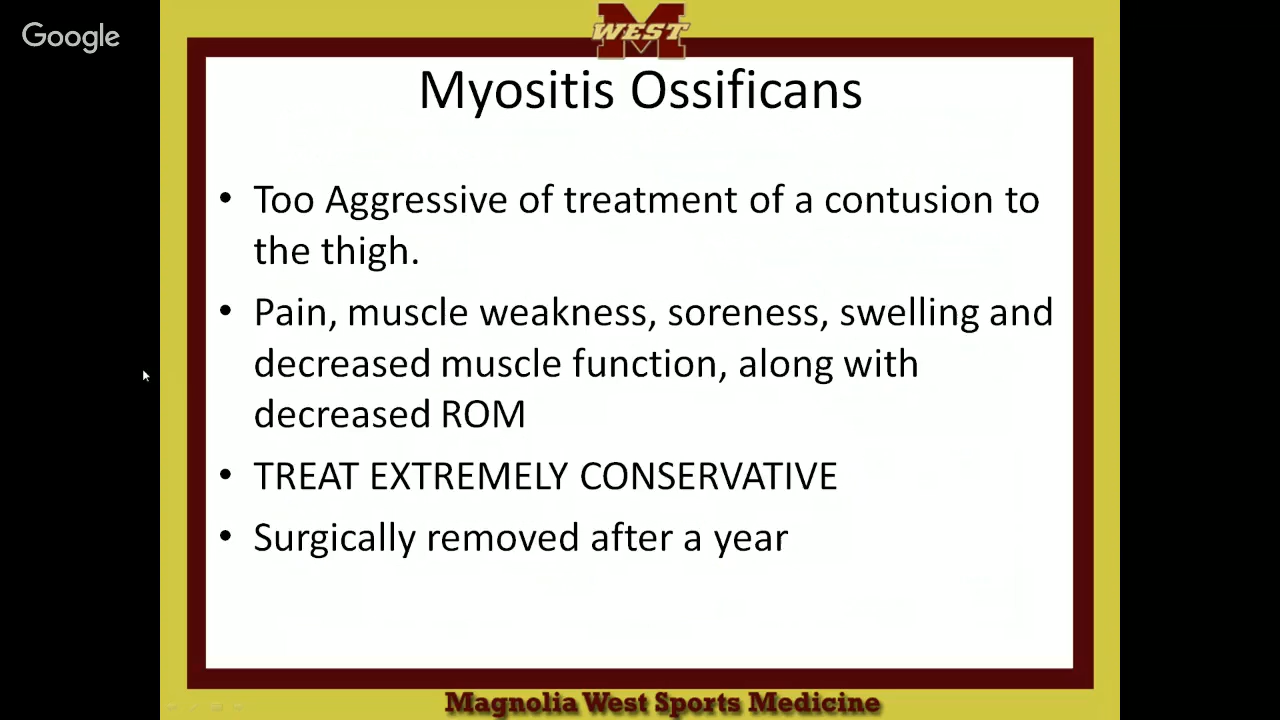 Google
M
WEST
Myositis Ossificans
• Too Aggressive of treatment of a contusion to
the thigh.
• Pain, muscle weakness, soreness, swelling and
decreased muscle function, along with
decreased ROM
• TREAT EXTREMELY CONSERVATIVE
• Surgically removed after a year
Magnolia West Sports Medicine